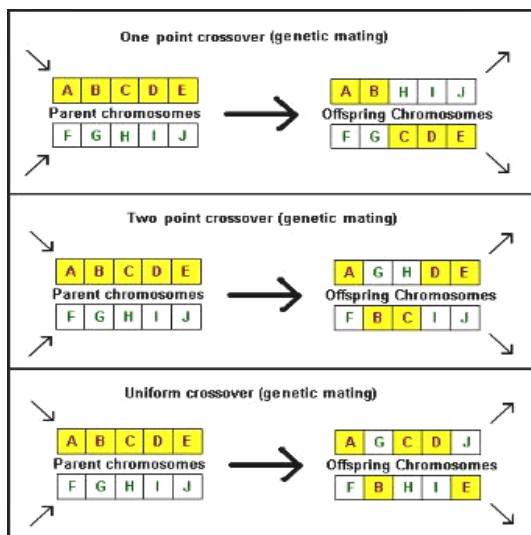 One point crossover (genetic mating)
A B C D E
Parent chromosomes
F G H I J
A B H I J
Offspring Chromosomes
F G C D E
Two point crossover (genetic mating)
A B C D E
Parent chromosomes
F G H I J
A G H D E
Offspring Chromosomes
F B C I J
Uniform crossover (genetic mating)
A B C D E
Parent chromosomes
F G H I J
A G C D J
Offspring Chromosomes
F B H I E